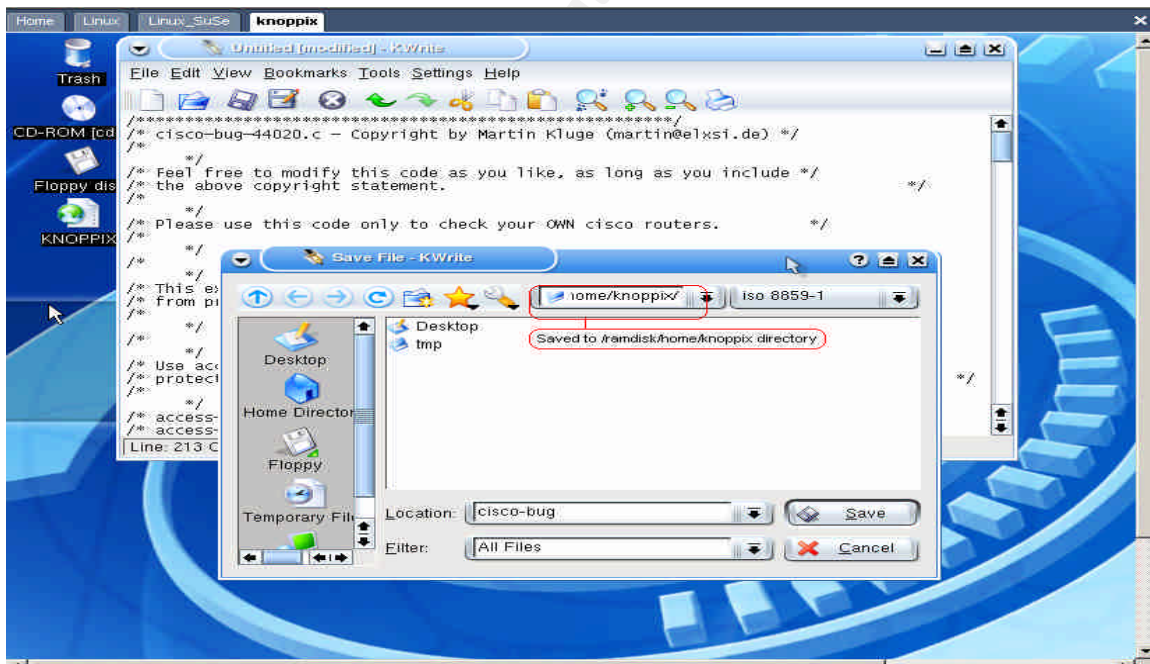 Home Linux Linux_SuSe knoppix
Untitled [modified] - KWrite
Trash
File Edit View Bookmarks Tools Settings Help
/******************************************************/
CD-ROM [cd
/* cisco-bug-44020.c - Copyright by Martin Kluge (martin@elxsi.de) */
/*
*/
/* Feel free to modify this code as you like, as long as you include */
Floppy dis
/* the above copyright statement. */
/*
*/
/* Please use this code only to check your OWN cisco routers. */
KNOPPIX
/*
*/
/*
*/
/* This ex
/* from pr
/*
*/
/*
*/
/* Use acc
/* protect */
/*
*/
/* access-
/* access-
Line: 213 C
Save File - KWrite
home/knoppix/ iso 8859-1
Saved to /ramdisk/home/knoppix directory
Desktop
tmp
Desktop
Home Director
Floppy
Temporary File
Location: cisco-bug Save
Filter: All Files Cancel